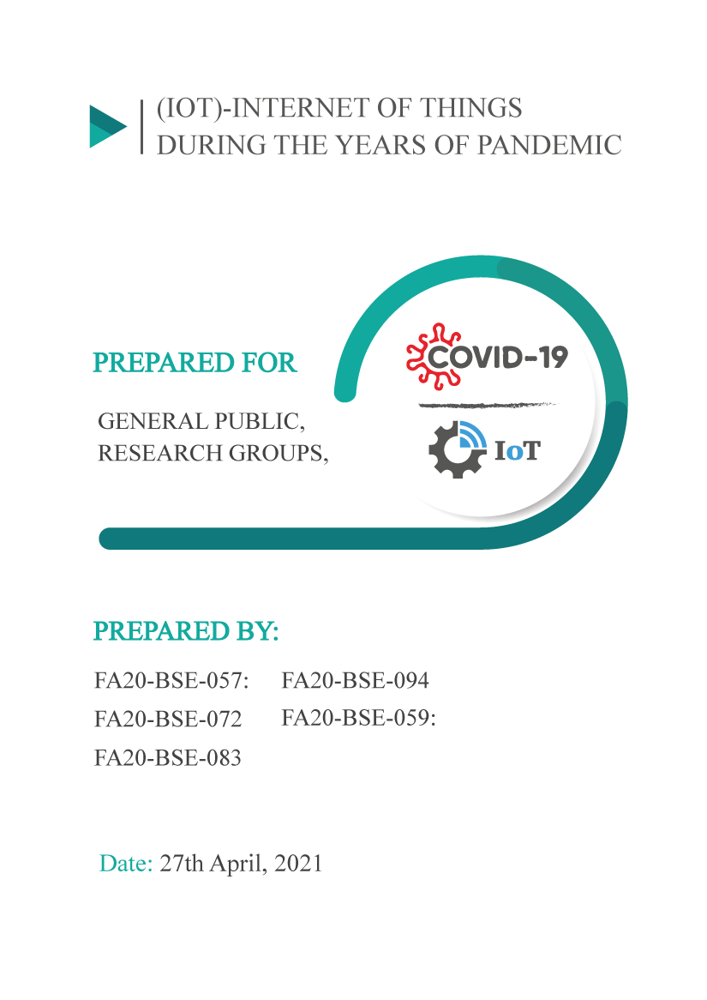 (IOT)-INTERNET OF THINGS
DURING THE YEARS OF PANDEMIC
COVID-19
PREPARED FOR
GENERAL PUBLIC,
RESEARCH GROUPS,
IoT
PREPARED BY:
FA20-BSE-057: FA20-BSE-094
FA20-BSE-072 FA20-BSE-059:
FA20-BSE-083
Date: 27th April, 2021